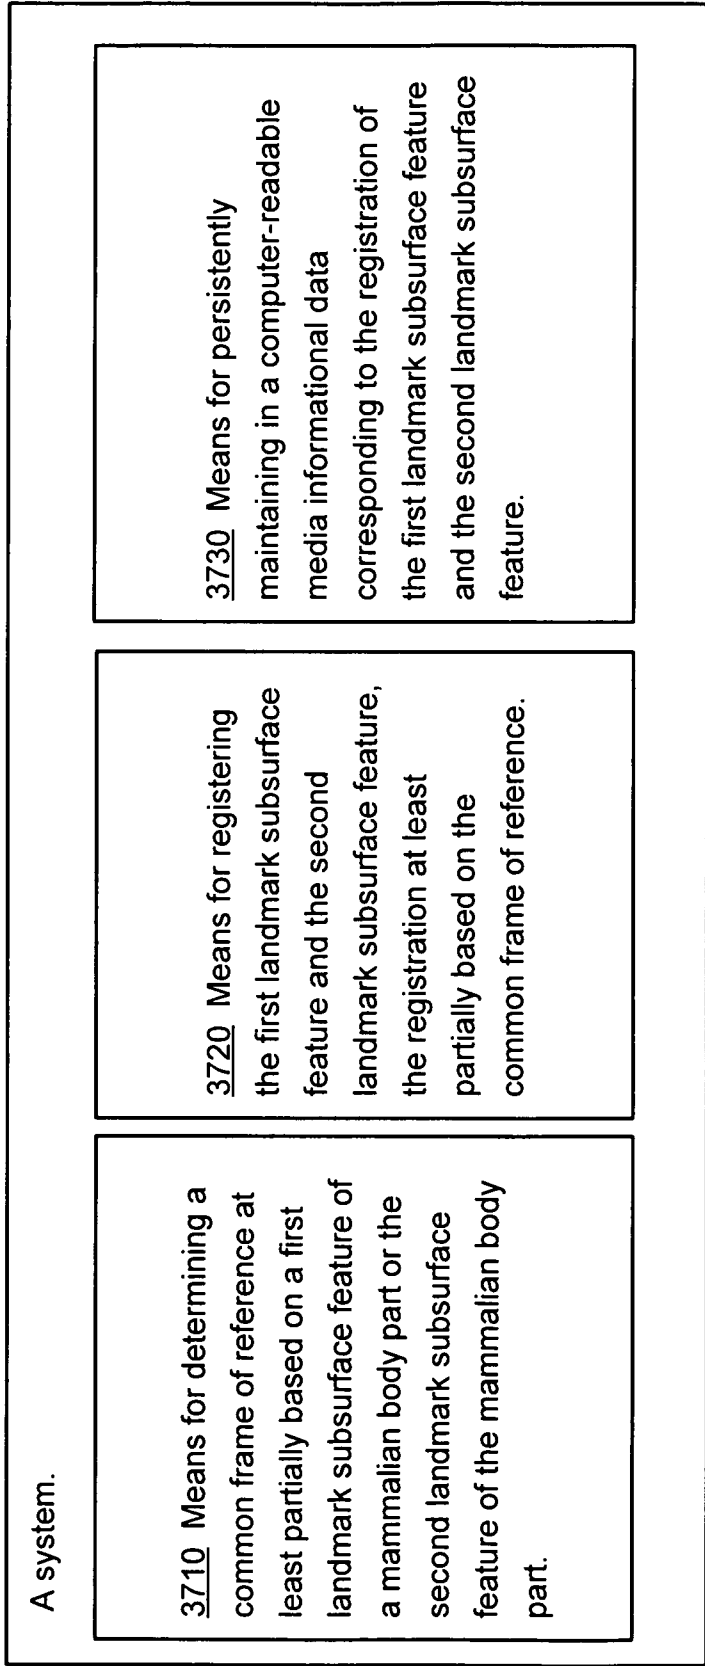 A system.
3710 Means for determining a
common frame of reference at
least partially based on a first
landmark subsurface feature of
a mammalian body part or the
second landmark subsurface
feature of the mammalian body
part.
3720 Means for registering
the first landmark subsurface
feature and the second
landmark subsurface feature,
the registration at least
partially based on the
common frame of reference.
3730 Means for persistently
maintaining in a computer-readable
media informational data
corresponding to the registration of
the first landmark subsurface feature
and the second landmark subsurface
feature.